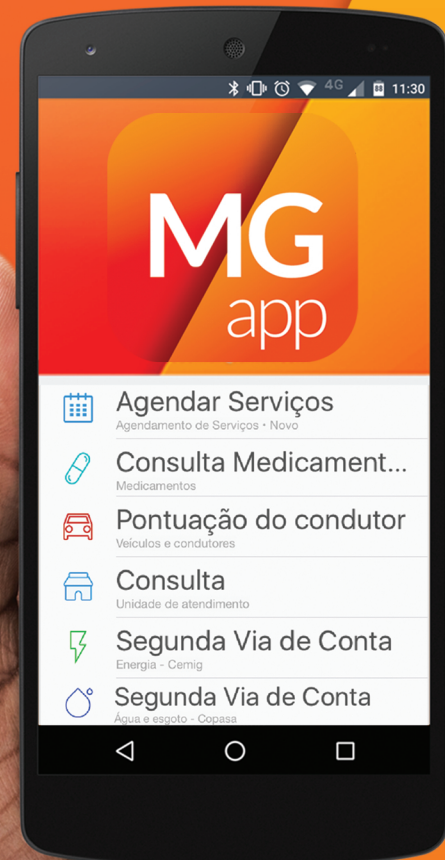 4G 11:30
MG
app
Agendar Serviços
Agendamento de Serviços • Novo
Consulta Medicament...
Medicamentos
Pontuação do condutor
Veículos e condutores
Consulta
Unidade de atendimento
Segunda Via de Conta
Energia - Cemig
Segunda Via de Conta
Água e esgoto - Copasa